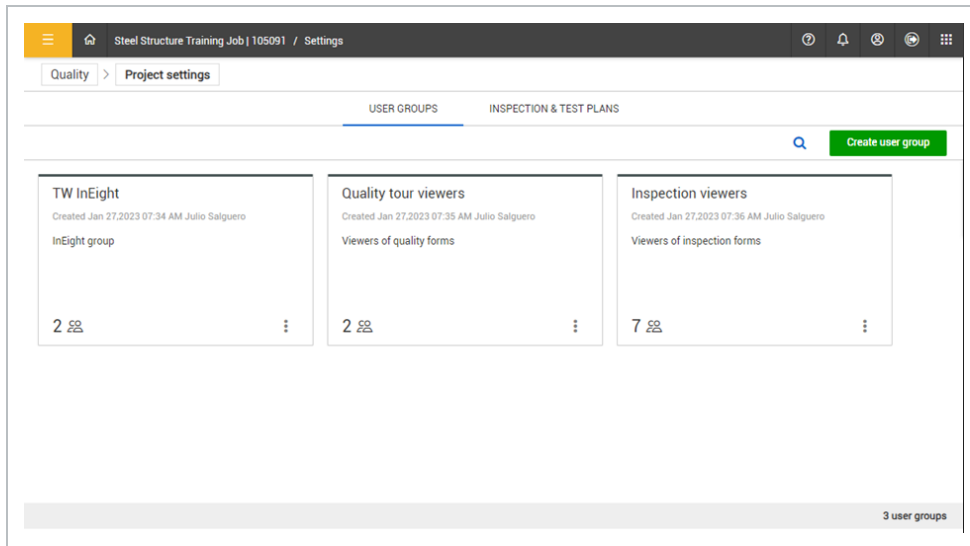 Steel Structure Training Job | 105091 / Settings
Quality > Project settings
USER GROUPS INSPECTION & TEST PLANS
Create user group
TW InEight
Created Jan 27,2023 07:34 AM Julio Salguero
InEight group
2
Quality tour viewers
Created Jan 27,2023 07:35 AM Julio Salguero
Viewers of quality forms
2
Inspection viewers
Created Jan 27,2023 07:36 AM Julio Salguero
Viewers of inspection forms
7
3 user groups